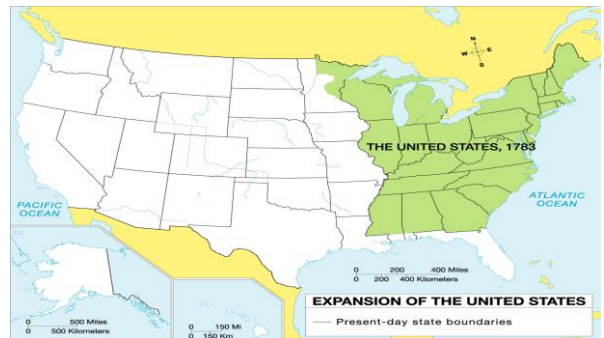 N
W E
S
THE UNITED STATES, 1783
PACIFIC
OCEAN
ATLANTIC
OCEAN
0 200 400 Miles
0 200 400 Kilometers
0 500 Miles
0 500 Kilometers
0 150 Mi
0 150 Km
EXPANSION OF THE UNITED STATES
Present-day state boundaries